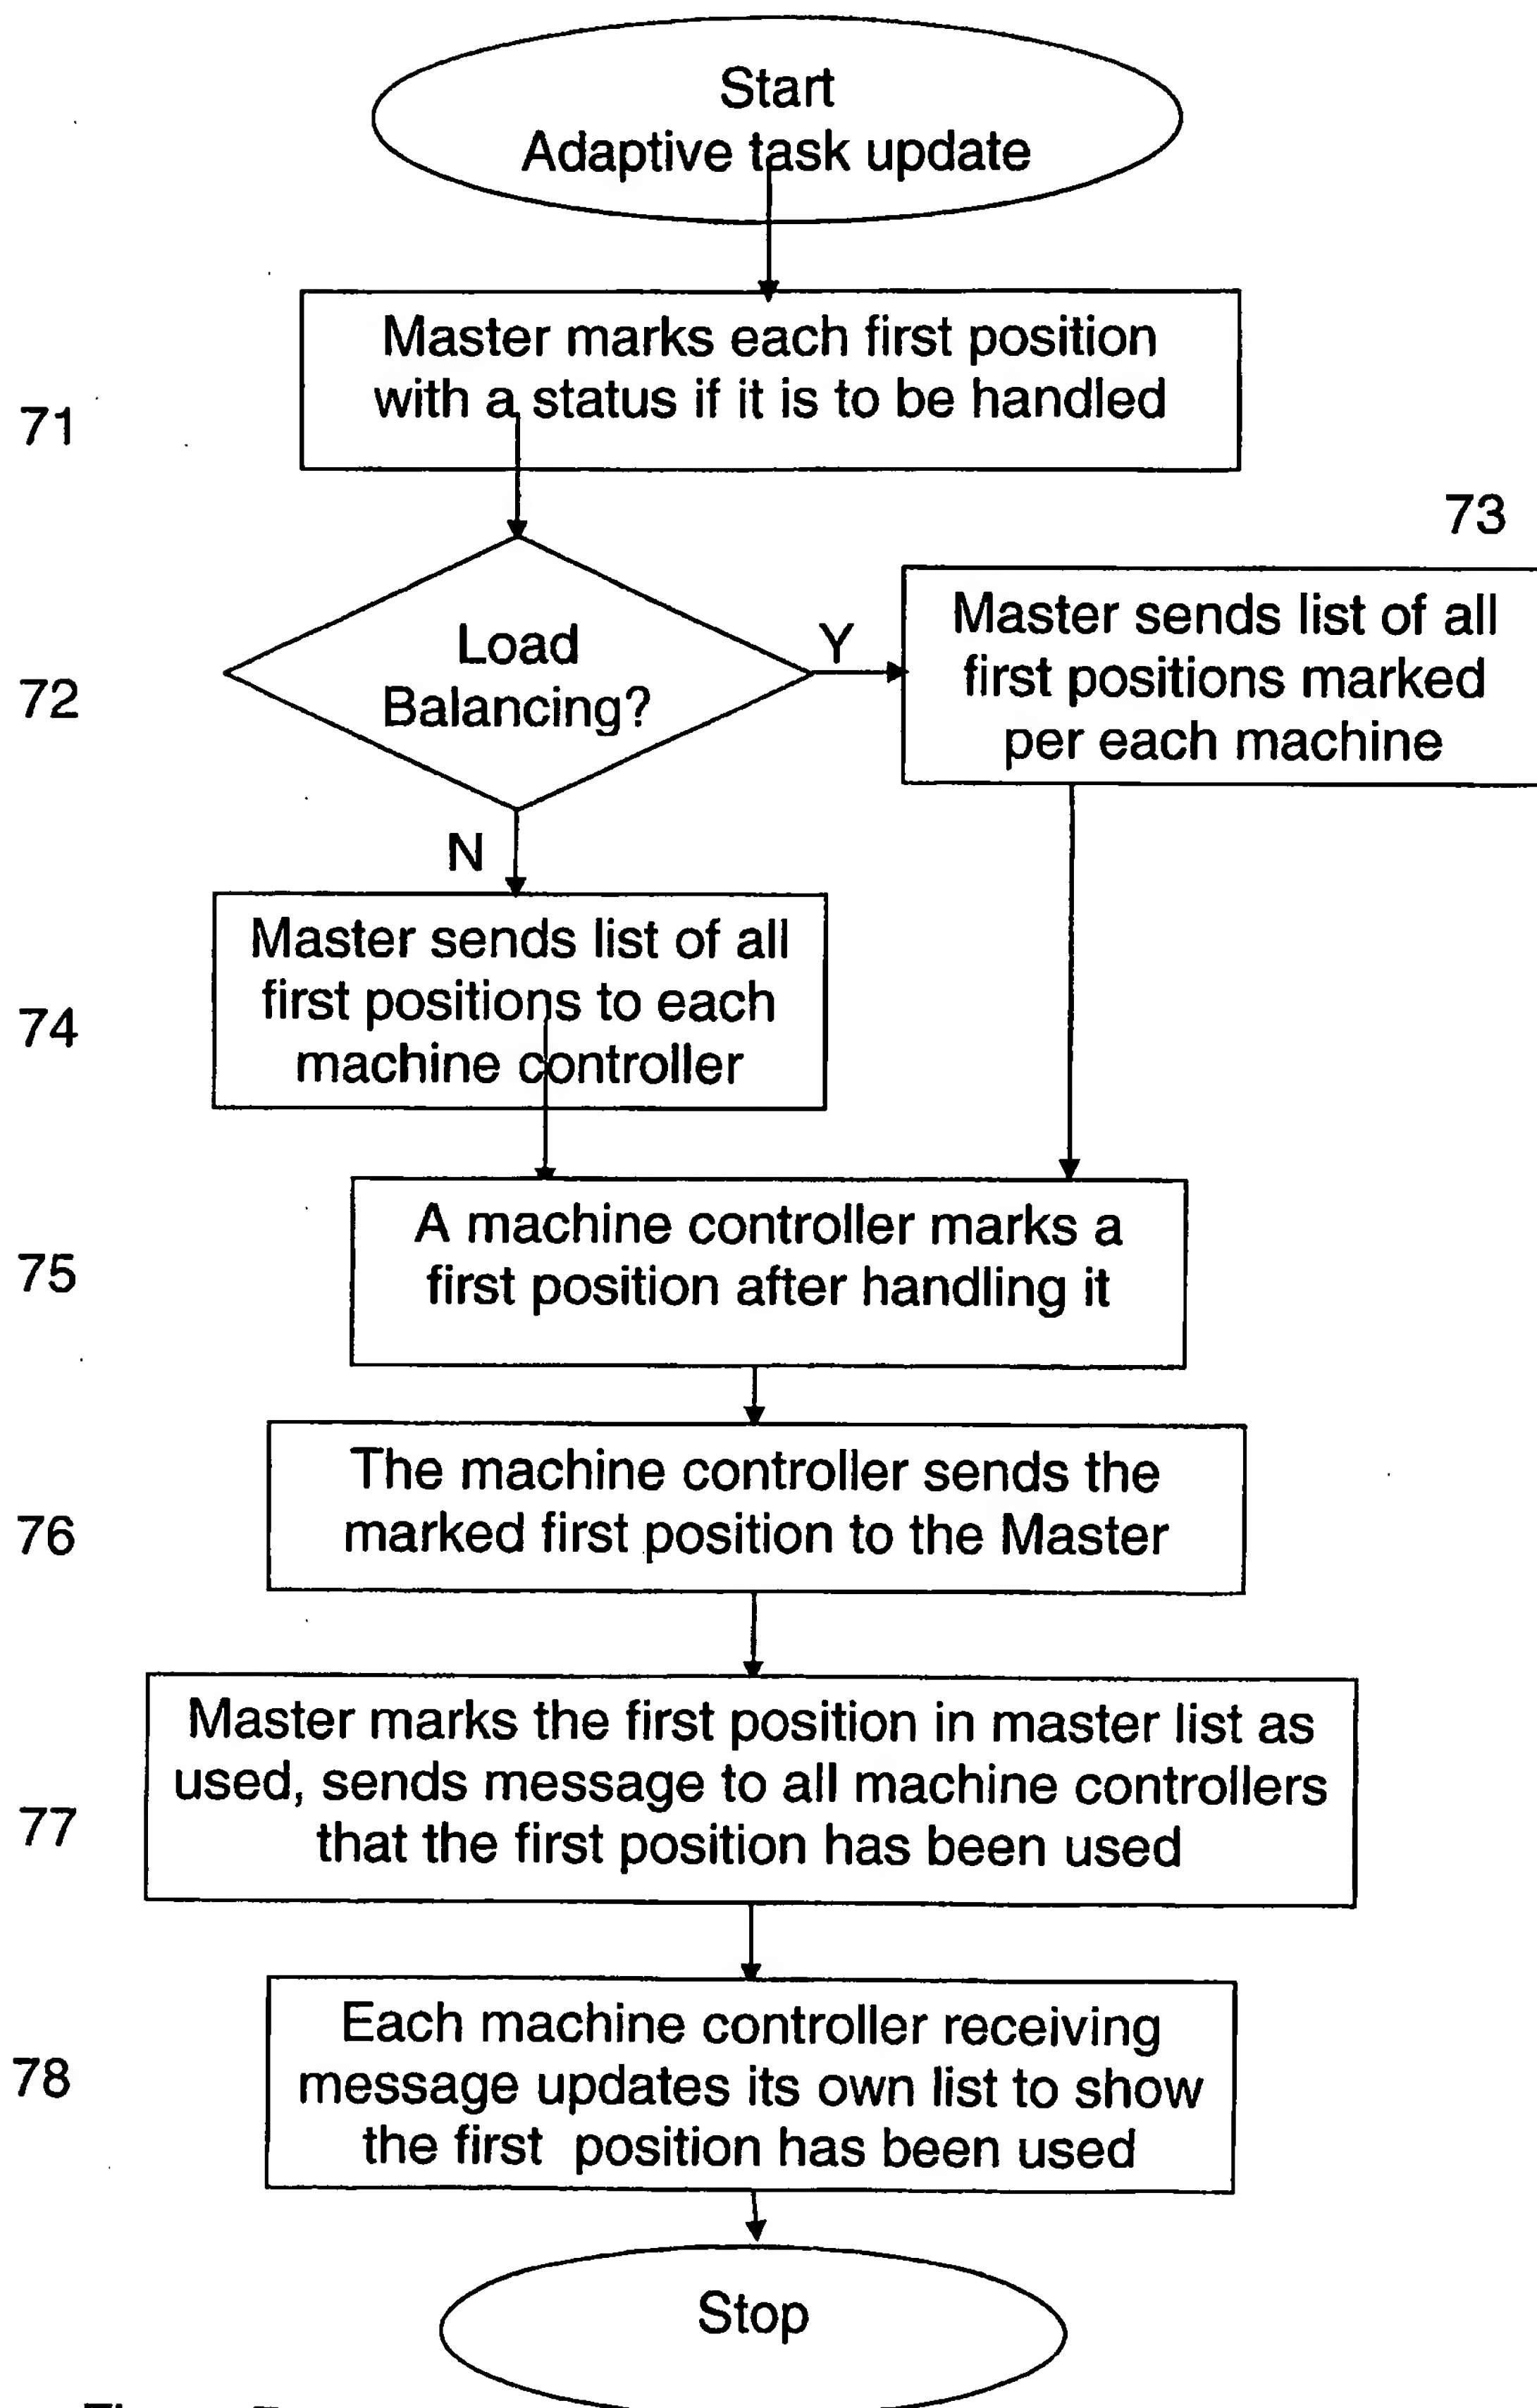 Start
Adaptive task update
Master marks each first position
with a status if it is to be handled
71
73
Load
Balancing?
Y
Master sends list of all
first positions marked
per each machine
72
N
Master sends list of all
first positions to each
machine controller
74
A machine controller marks a
first position after handling it
75
The machine controller sends the
marked first position to the Master
76
Master marks the first position in master list as
used, sends message to all machine controllers
that the first position has been used
77
Each machine controller receiving
message updates its own list to show
the first position has been used
78
Stop